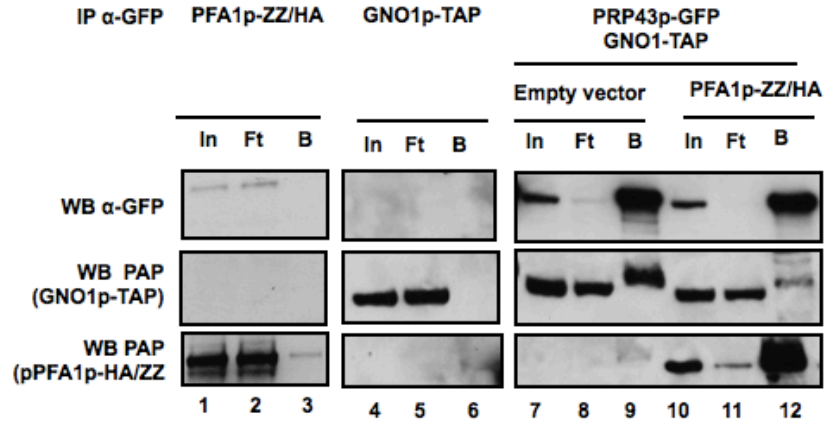 IP α-GFP PFA1p-ZZ/HA GNO1p-TAP PRP43p-GFP
GNO1-TAP
Empty vector PFA1p-ZZ/HA
In Ft B In Ft B In Ft B In Ft B
WB α-GFP
WB PAP
(GNO1p-TAP)
WB PAP
(pPFA1p-HA/ZZ
1 2 3 4 5 6 7 8 9 10 11 12